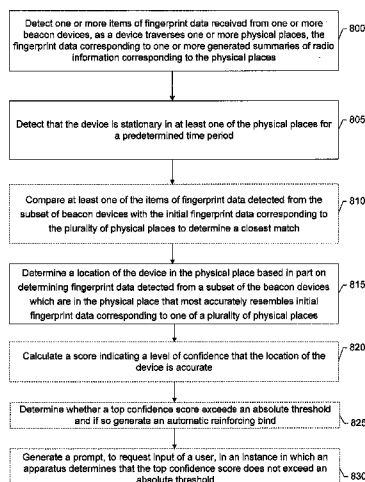 Detect one or more items of fingerprint data received from one or more
beacon devices, as a device traverses one or more physical places, the
fingerprint data corresponding to one or more generated summaries of radio
information corresponding to the physical places
800
Detect that the device is stationary in at least one of the physical places for
a predetermined time period
805
Compare at least one of the items of fingerprint data detected from the
subset of beacon devices with the initial fingerprint data corresponding to
the plurality of physical places to determine a closest match
810
Determine a location of the device in the physical place based in part on
determining fingerprint data detected from a subset of the beacon devices
which are in the physical place that most accurately resembles initial
fingerprint data corresponding to one of a plurality of physical places
815
Calculate a score indicating a level of confidence that the location of the
device is accurate
820
Determine whether a top confidence score exceeds an absolute threshold
and if so generate an automatic reinforcing bind
825
Generate a prompt, to request input of a user, in an instance in which an
apparatus determines that the top confidence score does not exceed an
absolute threshold
830